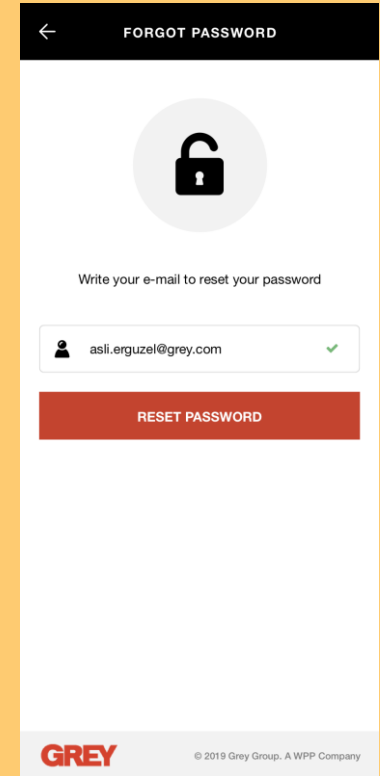 FORGOT PASSWORD
Write your e-mail to reset your password
asli.erguzel@grey.com
RESET PASSWORD
GREY
© 2019 Grey Group. A WPP Company